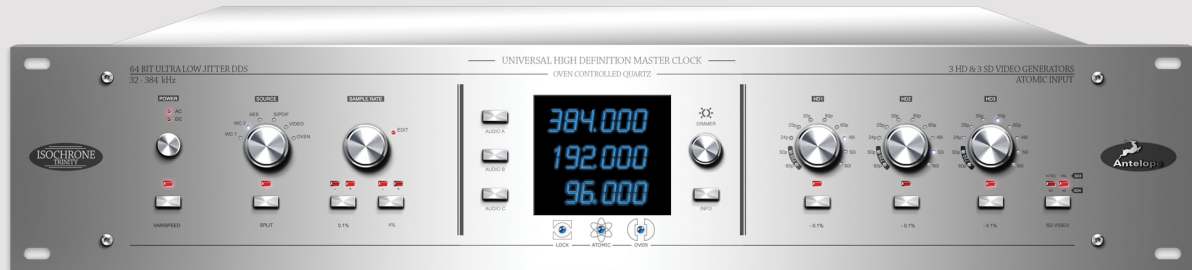 64 BIT ULTRA LOW JITTER DDS
32 - 384 kHz
UNIVERSAL HIGH DEFINITION MASTER CLOCK
OVEN CONTROLLED QUARTZ
3 HD & 3 SD VIDEO GENERATORS
ATOMIC INPUT
POWER
AC
DC
SOURCE
WC 1
WC 2
AES
S/PDIF
VIDEO
OVEN
SAMPLE RATE
EDIT
AUDIO A
AUDIO B
AUDIO C
384.000
192.000
96.000
DIMMER
INFO
HD1
HD2
HD3
ISOCHRONE
TRINITY
Antelope
VARISPEED
SPLIT
0.1%
4%
LOCK
ATOMIC
OVEN
- 0.1%
- 0.1%
- 0.1%
SD VIDEO